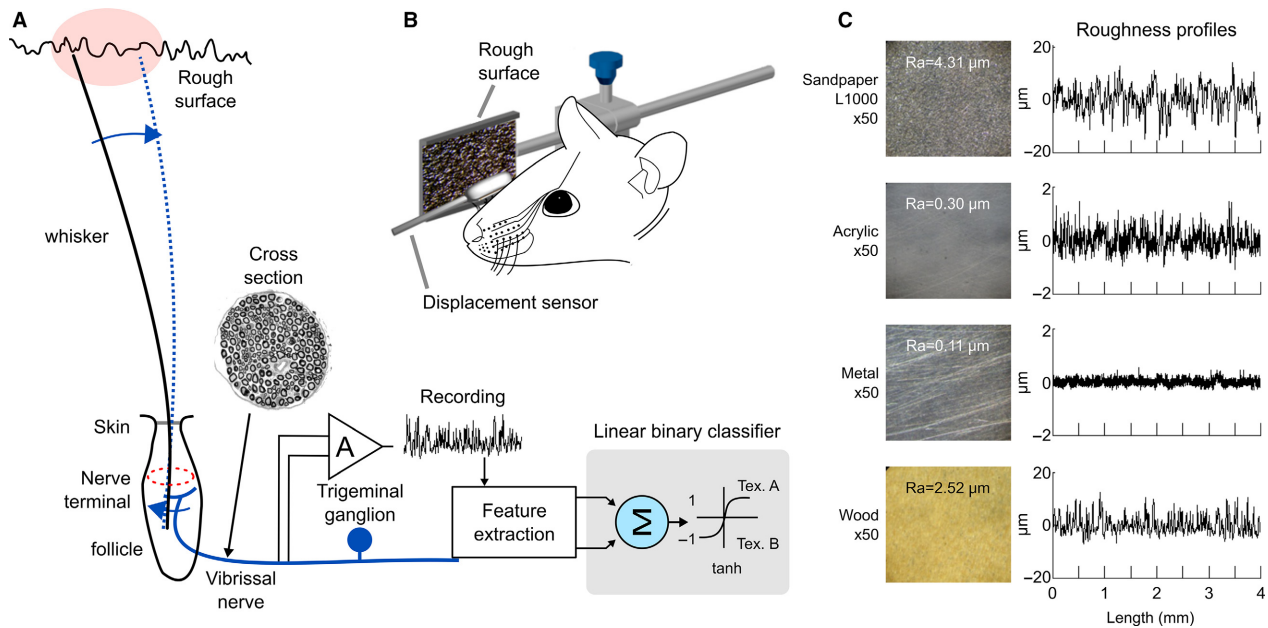 A
Rough
surface
whisker
Cross
section
Skin
Nerve
terminal
follicle
Vibrissal
nerve
A
Trigeminal
ganglion
Recording
Feature
extraction
Linear binary classifier
Σ
1
−1
Tex. A
Tex. B
tanh
B
Rough
surface
Displacement sensor
C
Roughness profiles
Sandpaper
L1000
x50
Ra=4.31 µm
µm
20
0
−20
Acrylic
x50
Ra=0.30 µm
µm
2
0
−2
Metal
x50
Ra=0.11 µm
µm
2
0
−2
Wood
x50
Ra=2.52 µm
µm
20
0
−20
0 1 2 3 4
Length (mm)